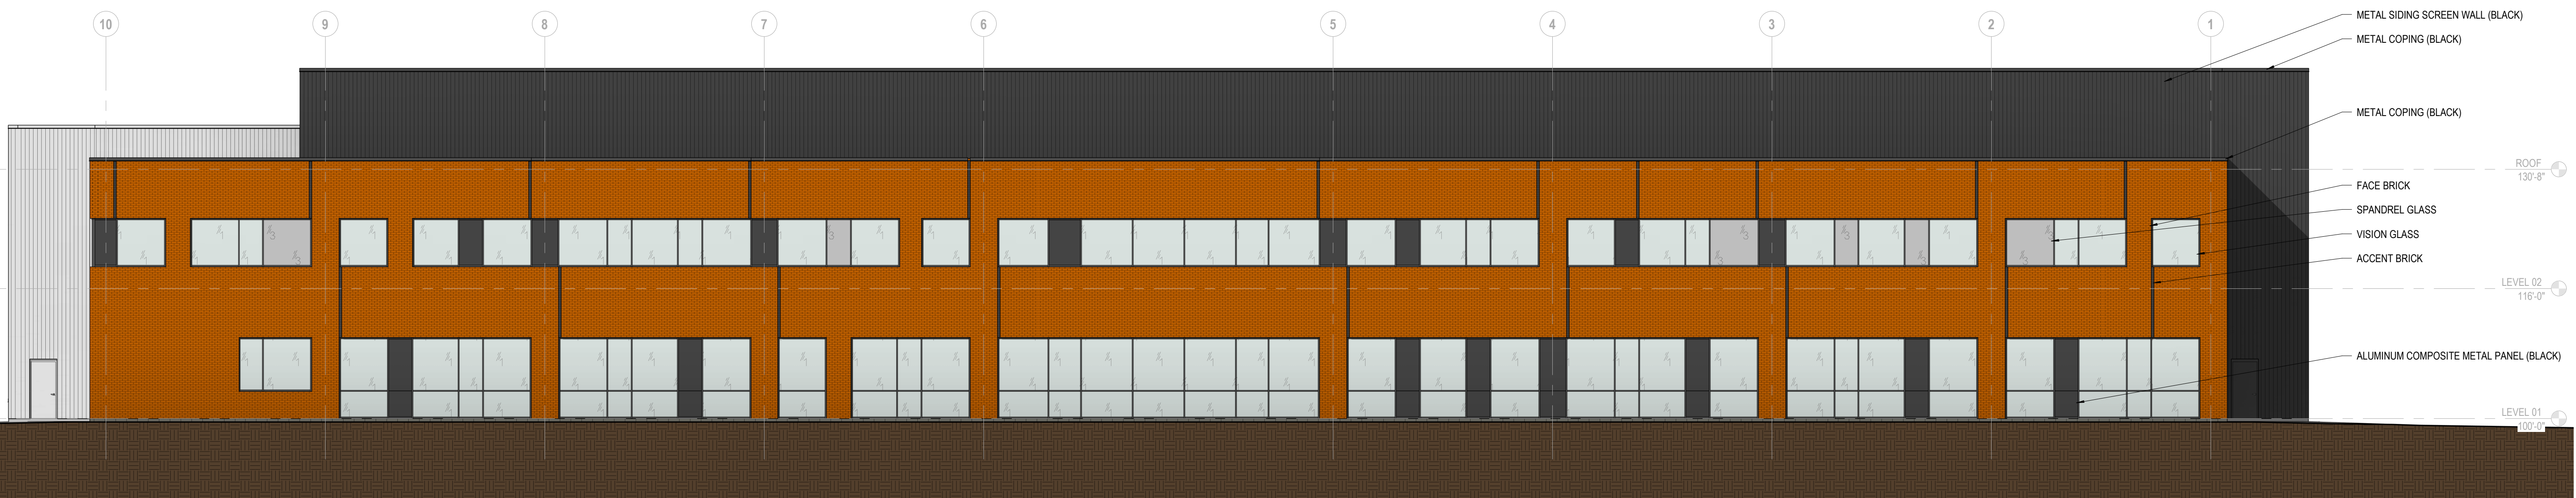 10 9 8 7 6 5 4 3 2 1
METAL SIDING SCREEN WALL (BLACK)
METAL COPING (BLACK)
METAL COPING (BLACK)
ROOF
130'-8"
FACE BRICK
SPANDREL GLASS
VISION GLASS
ACCENT BRICK
LEVEL 02
116'-0"
ALUMINUM COMPOSITE METAL PANEL (BLACK)
LEVEL 01
100'-0"